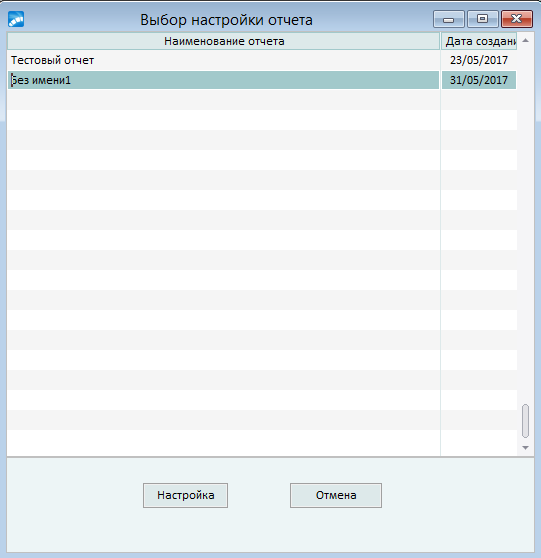 Выбор настройки отчета
Наименование отчета Дата создани
Тестовый отчет 23/05/2017
Без имени1 31/05/2017
Настройка Отмена